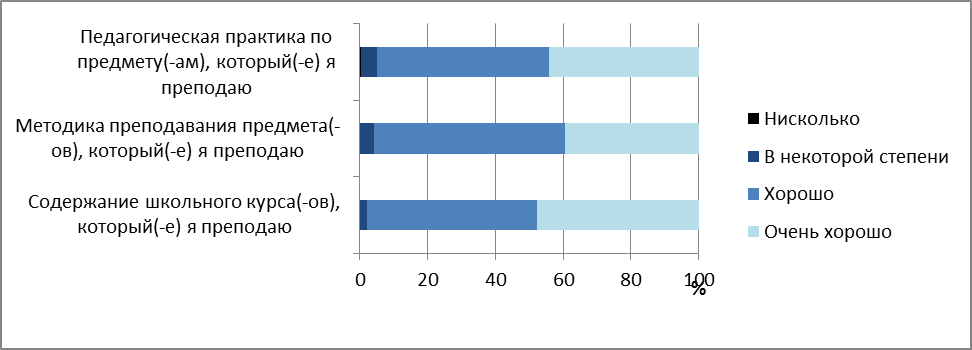 Педагогическая практика по
предмету(-ам), который(-е) я
преподаю
Методика преподавания предмета(-
ов), который(-е) я преподаю
Содержание школьного курса(-ов),
который(-е) я преподаю
0 20 40 60 80 100
%
Нисколько
В некоторой степени
Хорошо
Очень хорошо